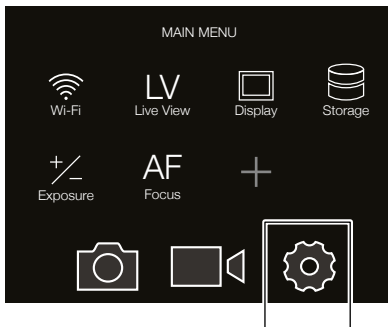 MAIN MENU
Wi-Fi
LV
Live View
Display
Storage
+/-
Exposure
AF
Focus
+